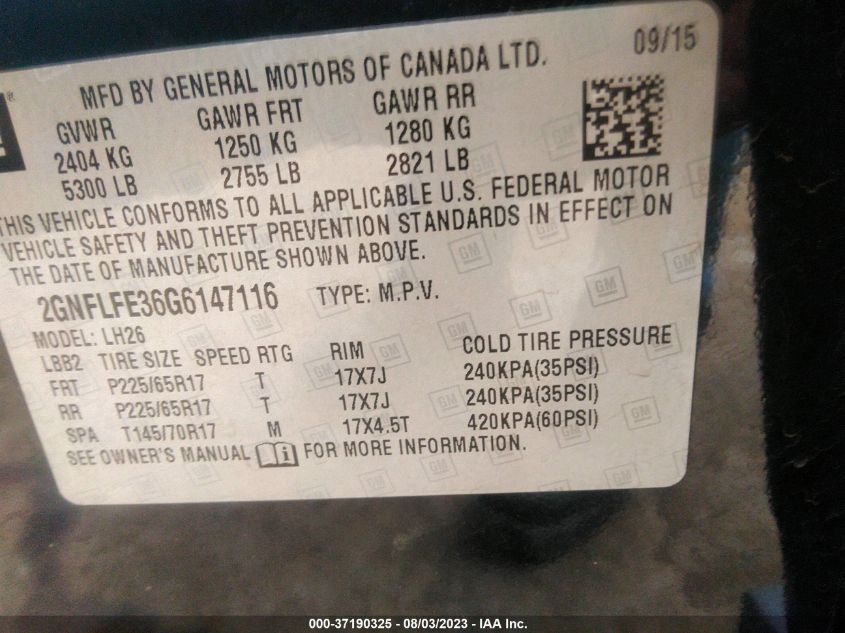 MFD BY GENERAL MOTORS OF CANADA LTD. 09/15
GVWR GAWR FRT GAWR RR
2404 KG 1250 KG 1280 KG
5300 LB 2755 LB 2821 LB
THIS VEHICLE CONFORMS TO ALL APPLICABLE U.S. FEDERAL MOTOR
VEHICLE SAFETY AND THEFT PREVENTION STANDARDS IN EFFECT ON
THE DATE OF MANUFACTURE SHOWN ABOVE.
2GNFLFE36G6147116 TYPE: M.P.V.
MODEL: LH26
LBB2 TIRE SIZE SPEED RTG RIM COLD TIRE PRESSURE
FRT P225/65R17 T 17X7J 240KPA(35PSI)
RR P225/65R17 T 17X7J 240KPA(35PSI)
SPA T145/70R17 M 17X4.5T 420KPA(60PSI)
SEE OWNER'S MANUAL i FOR MORE INFORMATION.
000-37190325 - 08/03/2023 - IAA Inc.